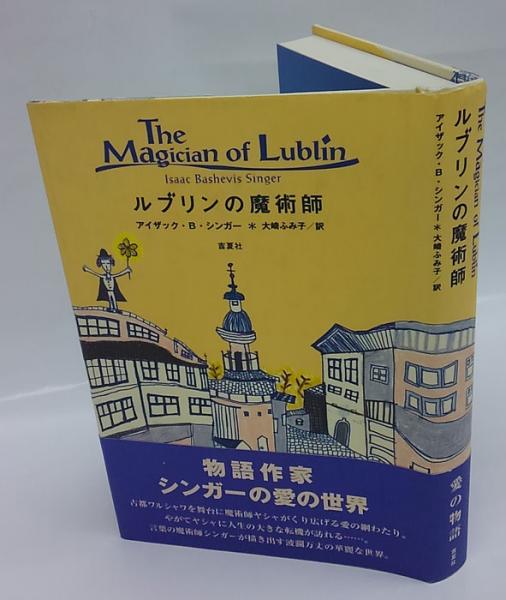 The
Magician of Lublin
Isaac Bashevis Singer
ルブリンの魔術師
アイザック・B・シンガー ＊ 大﨑ふみ子／訳
吉夏社
物語作家
シンガーの愛の世界
古都ワルシャワを舞台に魔術師ヤシャがくり広げる愛の綱わたり。
やがてヤシャに人生の大きな転機が訪れる……。
言葉の魔術師シンガーが描き出す波瀾万丈の華麗な世界。
The Magician of Lublin
ルブリンの魔術師
アイザック・B・シンガー ＊ 大﨑ふみ子／訳
愛の物語
吉夏社